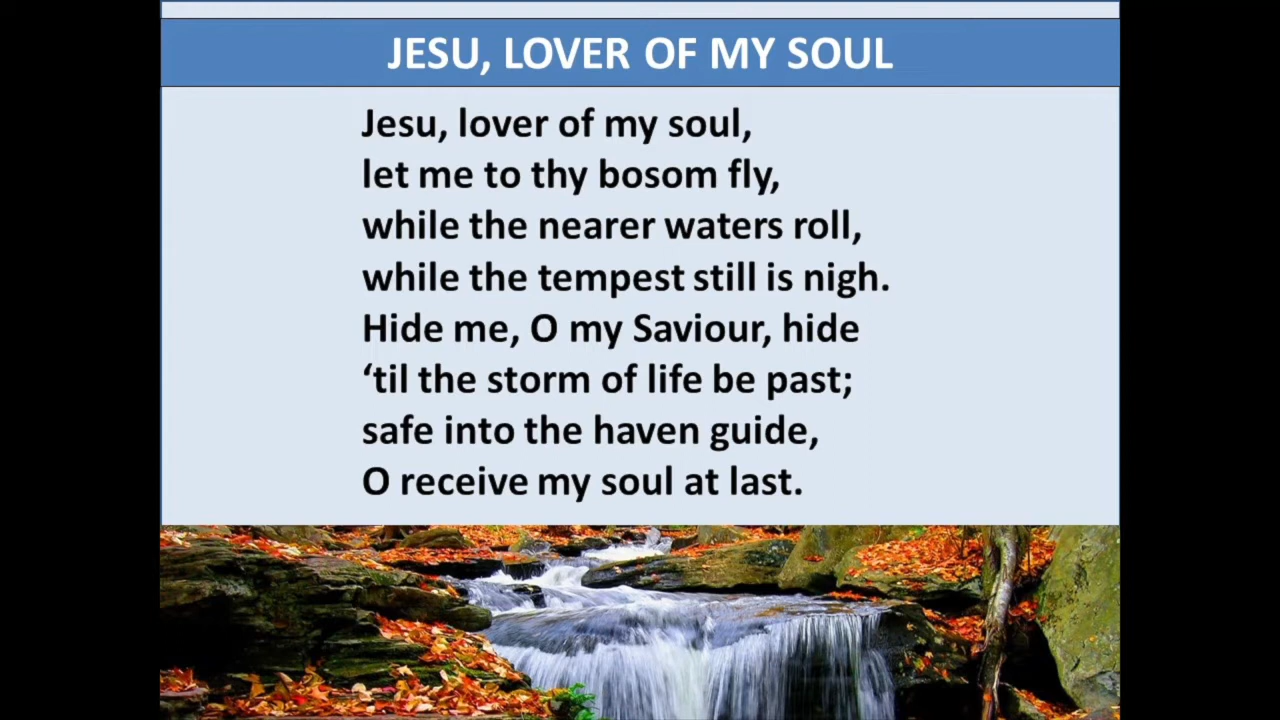 JESU, LOVER OF MY SOUL
Jesu, lover of my soul,
let me to thy bosom fly,
while the nearer waters roll,
while the tempest still is nigh.
Hide me, O my Saviour, hide
‘til the storm of life be past;
safe into the haven guide,
O receive my soul at last.